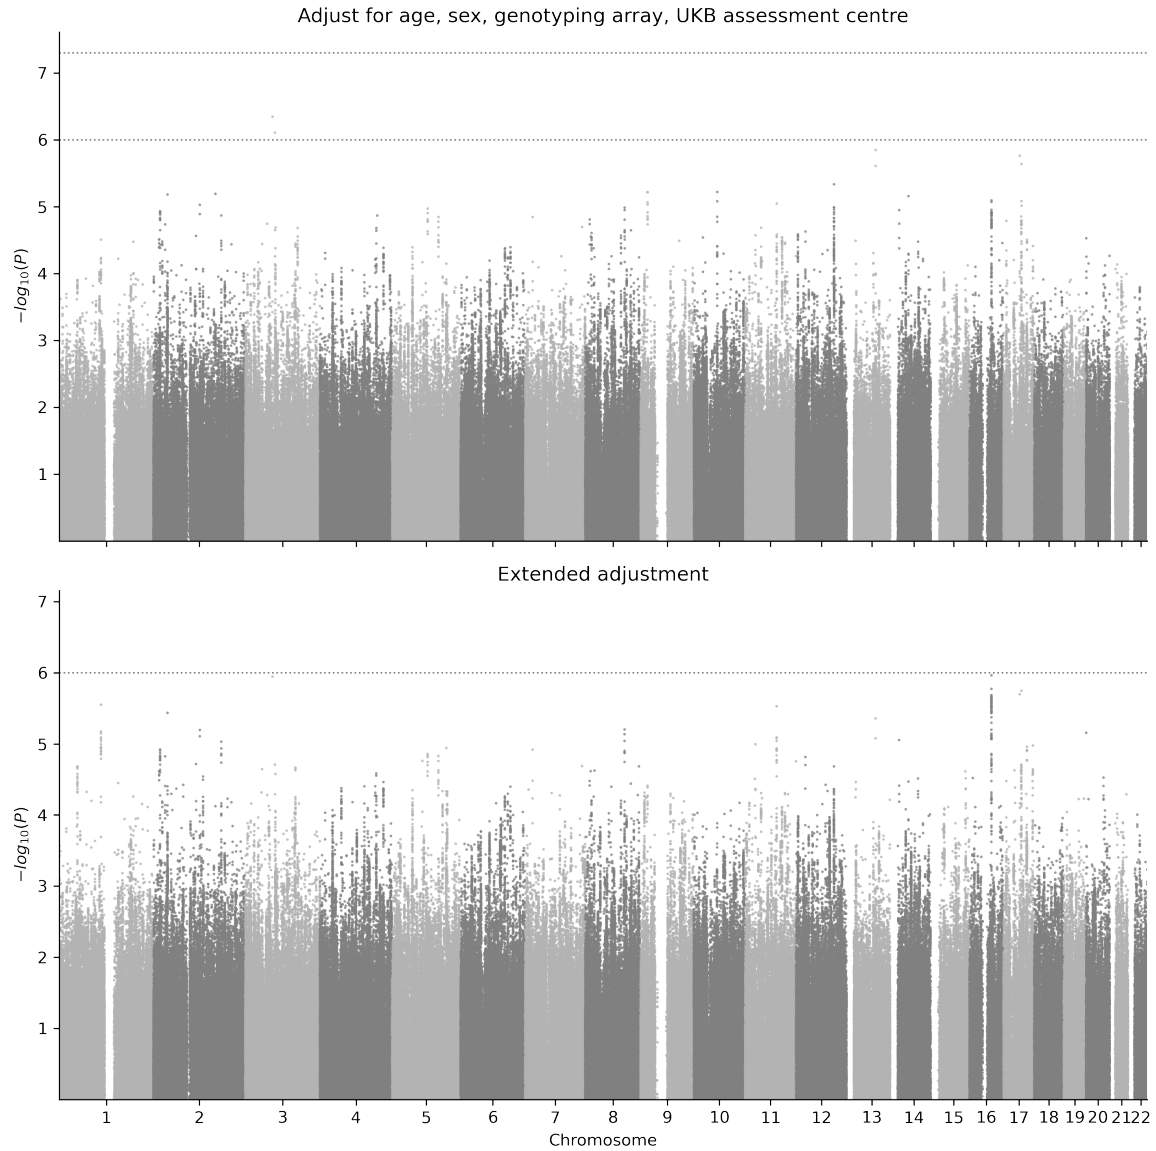 Adjust for age, sex, genotyping array, UKB assessment centre
7
6
5
4
3
2
1
−log10(P)
Extended adjustment
7
6
5
4
3
2
1
−log10(P)
1 2 3 4 5 6 7 8 9 10 11 12 13 14 15 16 17 18 19 20 21 22
Chromosome